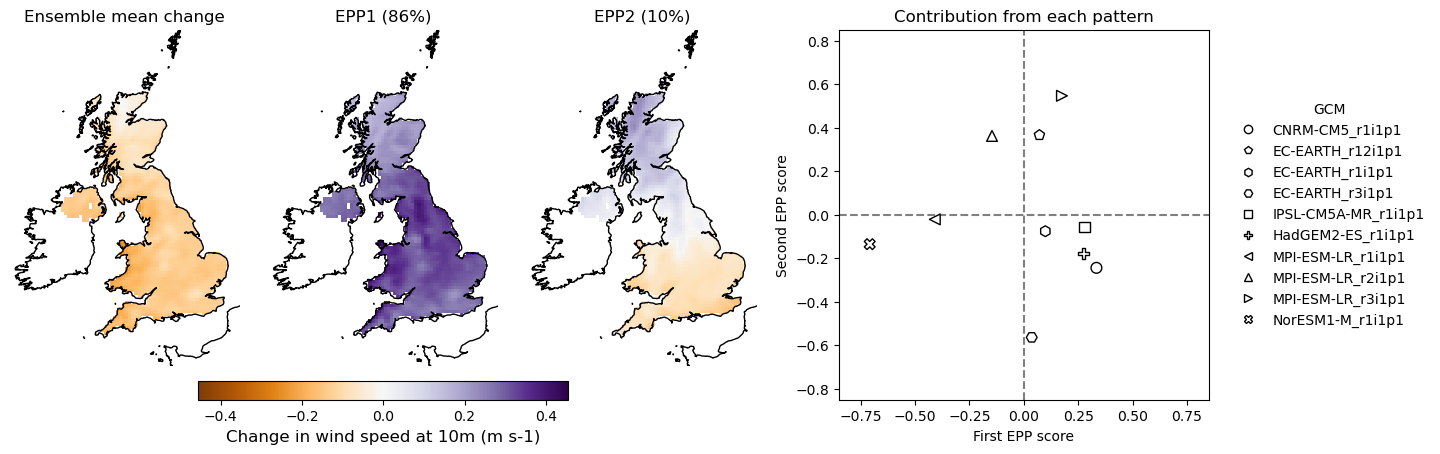 Ensemble mean change
EPP1 (86%)
EPP2 (10%)
−0.4
−0.2
0.0
0.2
0.4
Change in wind speed at 10m (m s-1)
Contribution from each pattern
Second EPP score
0.8
0.6
0.4
0.2
0.0
−0.2
−0.4
−0.6
−0.8
−0.75
−0.50
−0.25
0.00
0.25
0.50
0.75
First EPP score
GCM
CNRM-CM5_r1i1p1
EC-EARTH_r12i1p1
EC-EARTH_r1i1p1
EC-EARTH_r3i1p1
IPSL-CM5A-MR_r1i1p1
HadGEM2-ES_r1i1p1
MPI-ESM-LR_r1i1p1
MPI-ESM-LR_r2i1p1
MPI-ESM-LR_r3i1p1
NorESM1-M_r1i1p1